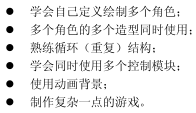 ● 学会自己定义绘制多个角色；
● 多个角色的多个造型同时使用；
● 熟练循环（重复）结构；
● 学会同时使用多个控制模块；
● 使用动画背景；
● 制作复杂一点的游戏。